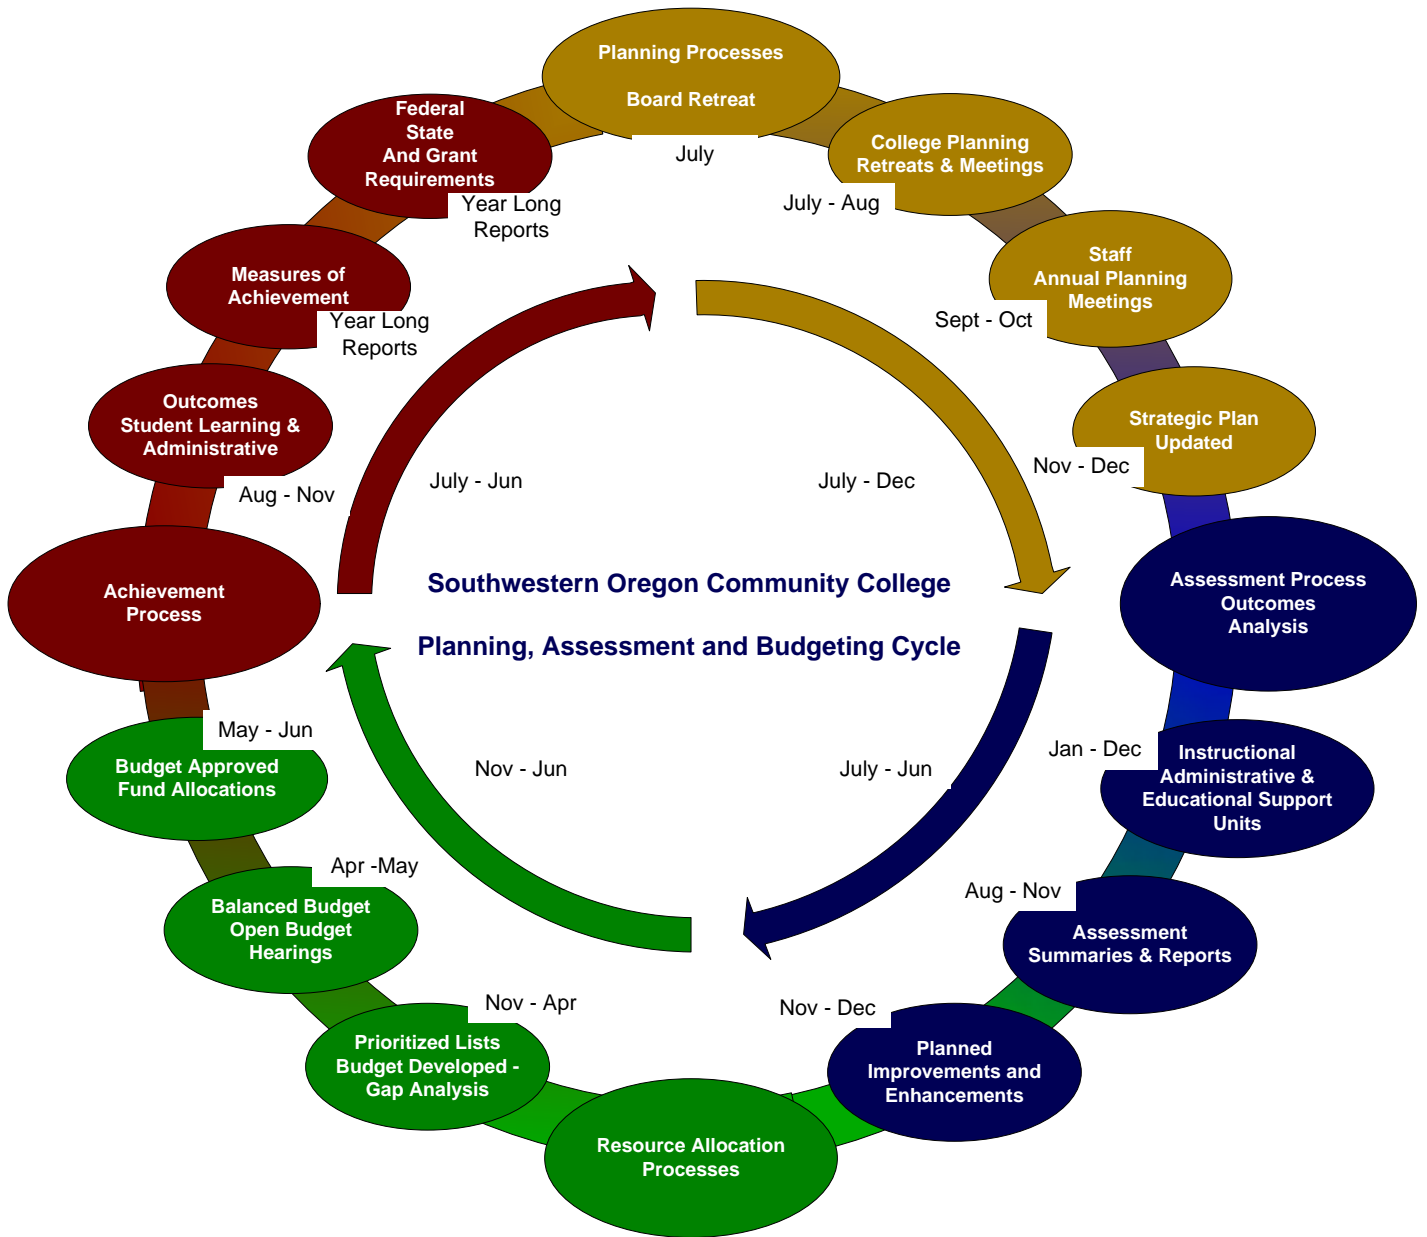 Planning Processes
Board Retreat
July
College Planning
Retreats & Meetings
July - Aug
Staff
Annual Planning
Meetings
Sept - Oct
Strategic Plan
Updated
Nov - Dec
Assessment Process
Outcomes
Analysis
Instructional
Administrative &
Educational Support
Units
Jan - Dec
Assessment
Summaries & Reports
Aug - Nov
Planned
Improvements and
Enhancements
Nov - Dec
Resource Allocation
Processes
Prioritized Lists
Budget Developed -
Gap Analysis
Nov - Apr
Balanced Budget
Open Budget
Hearings
Apr -May
Budget Approved
Fund Allocations
May - Jun
Achievement
Process
Outcomes
Student Learning &
Administrative
Aug - Nov
Measures of
Achievement
Year Long
Reports
Federal
State
And Grant
Requirements
Year Long
Reports
July - Jun
July - Dec
Southwestern Oregon Community College
Planning, Assessment and Budgeting Cycle
Nov - Jun
July - Jun